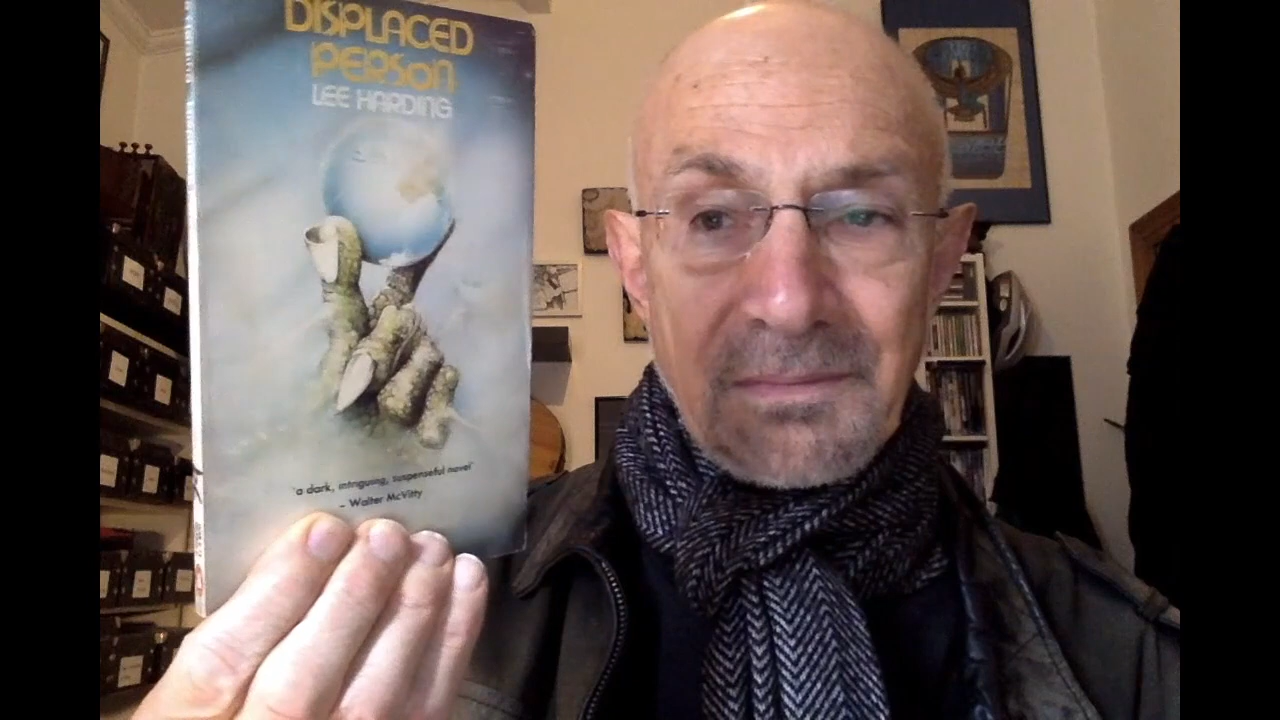 DISPLACED
PERSON
LEE HARDING
'a dark, intriguing, suspenseful novel'
– Walter McVitty